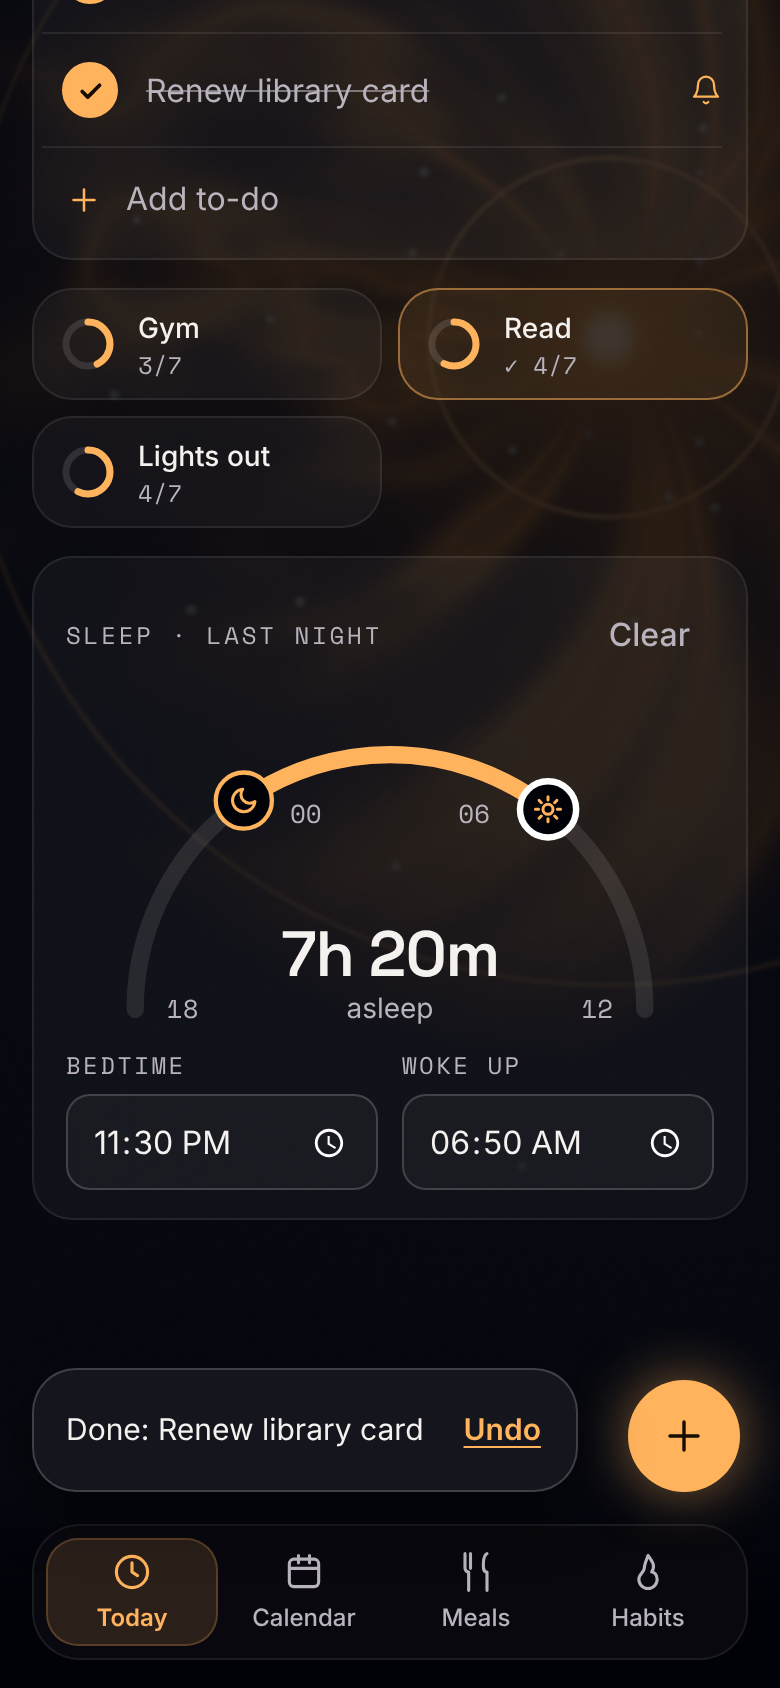 Renew library card
Add to-do
Gym
3/7
Read
✓ 4/7
Lights out
4/7
SLEEP · LAST NIGHT
Clear
00
06
7h 20m
18
asleep
12
BEDTIME
WOKE UP
11:30 PM
06:50 AM
Done: Renew library card
Undo
Today
Calendar
Meals
Habits